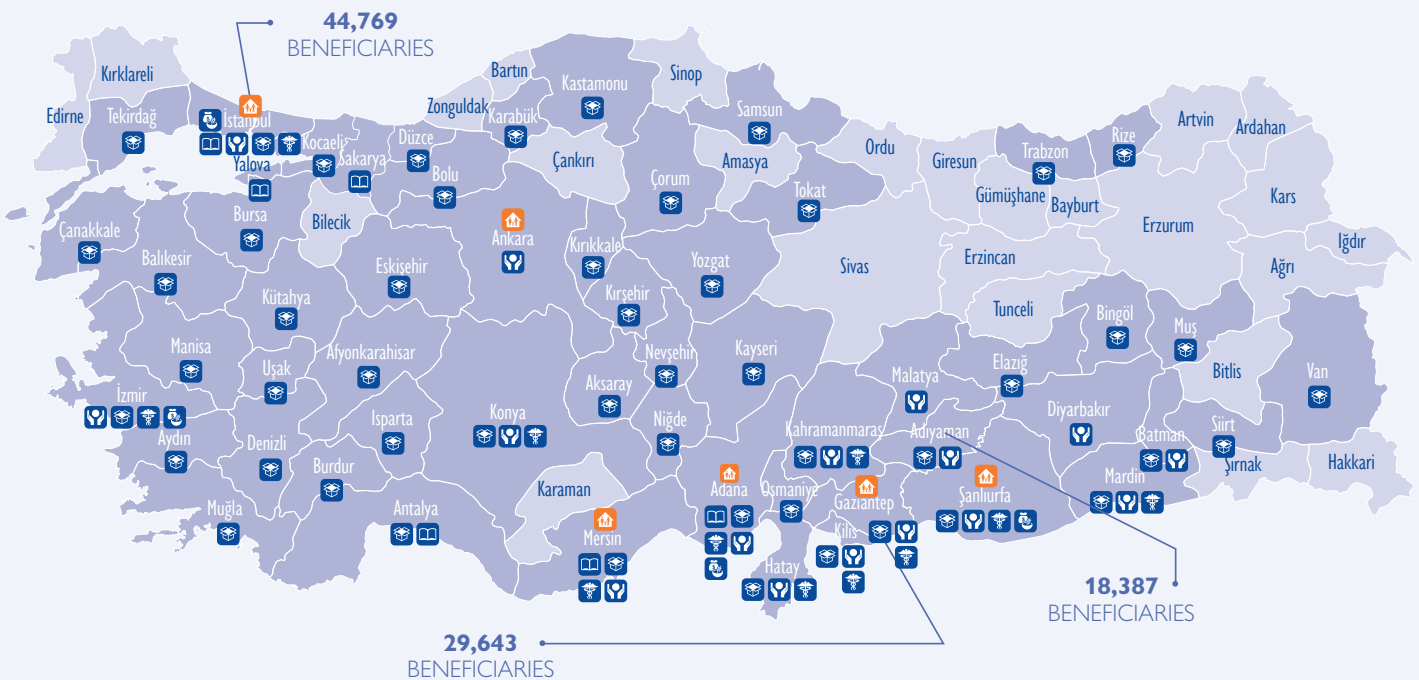 44,769
BENEFICIARIES
Kırklareli
Edirne
Tekirdağ
İstanbul
Yalova
Kocaeli
Sakarya
Düzce
Bolu
Zonguldak
Bartın
Karabük
Kastamonu
Sinop
Çankırı
Samsun
Amasya
Çorum
Tokat
Ordu
Giresun
Trabzon
Gümüşhane
Bayburt
Rize
Artvin
Ardahan
Kars
Iğdır
Ağrı
Erzurum
Erzincan
Sivas
Tunceli
Bingöl
Muş
Bitlis
Van
Çanakkale
Balıkesir
Bursa
Bilecik
Kütahya
Eskişehir
Ankara
Kırıkkale
Kırşehir
Yozgat
Manisa
Uşak
Afyonkarahisar
İzmir
Aydın
Denizli
Muğla
Burdur
Isparta
Antalya
Konya
Aksaray
Nevşehir
Niğde
Kayseri
Karaman
Mersin
Adana
Osmaniye
Hatay
Kahramanmaras
Gaziantep
Kilis
Malatya
Adıyaman
Şanlıurfa
Elazığ
Diyarbakır
Batman
Mardin
Siirt
Şırnak
Hakkari
18,387
BENEFICIARIES
29,643
BENEFICIARIES